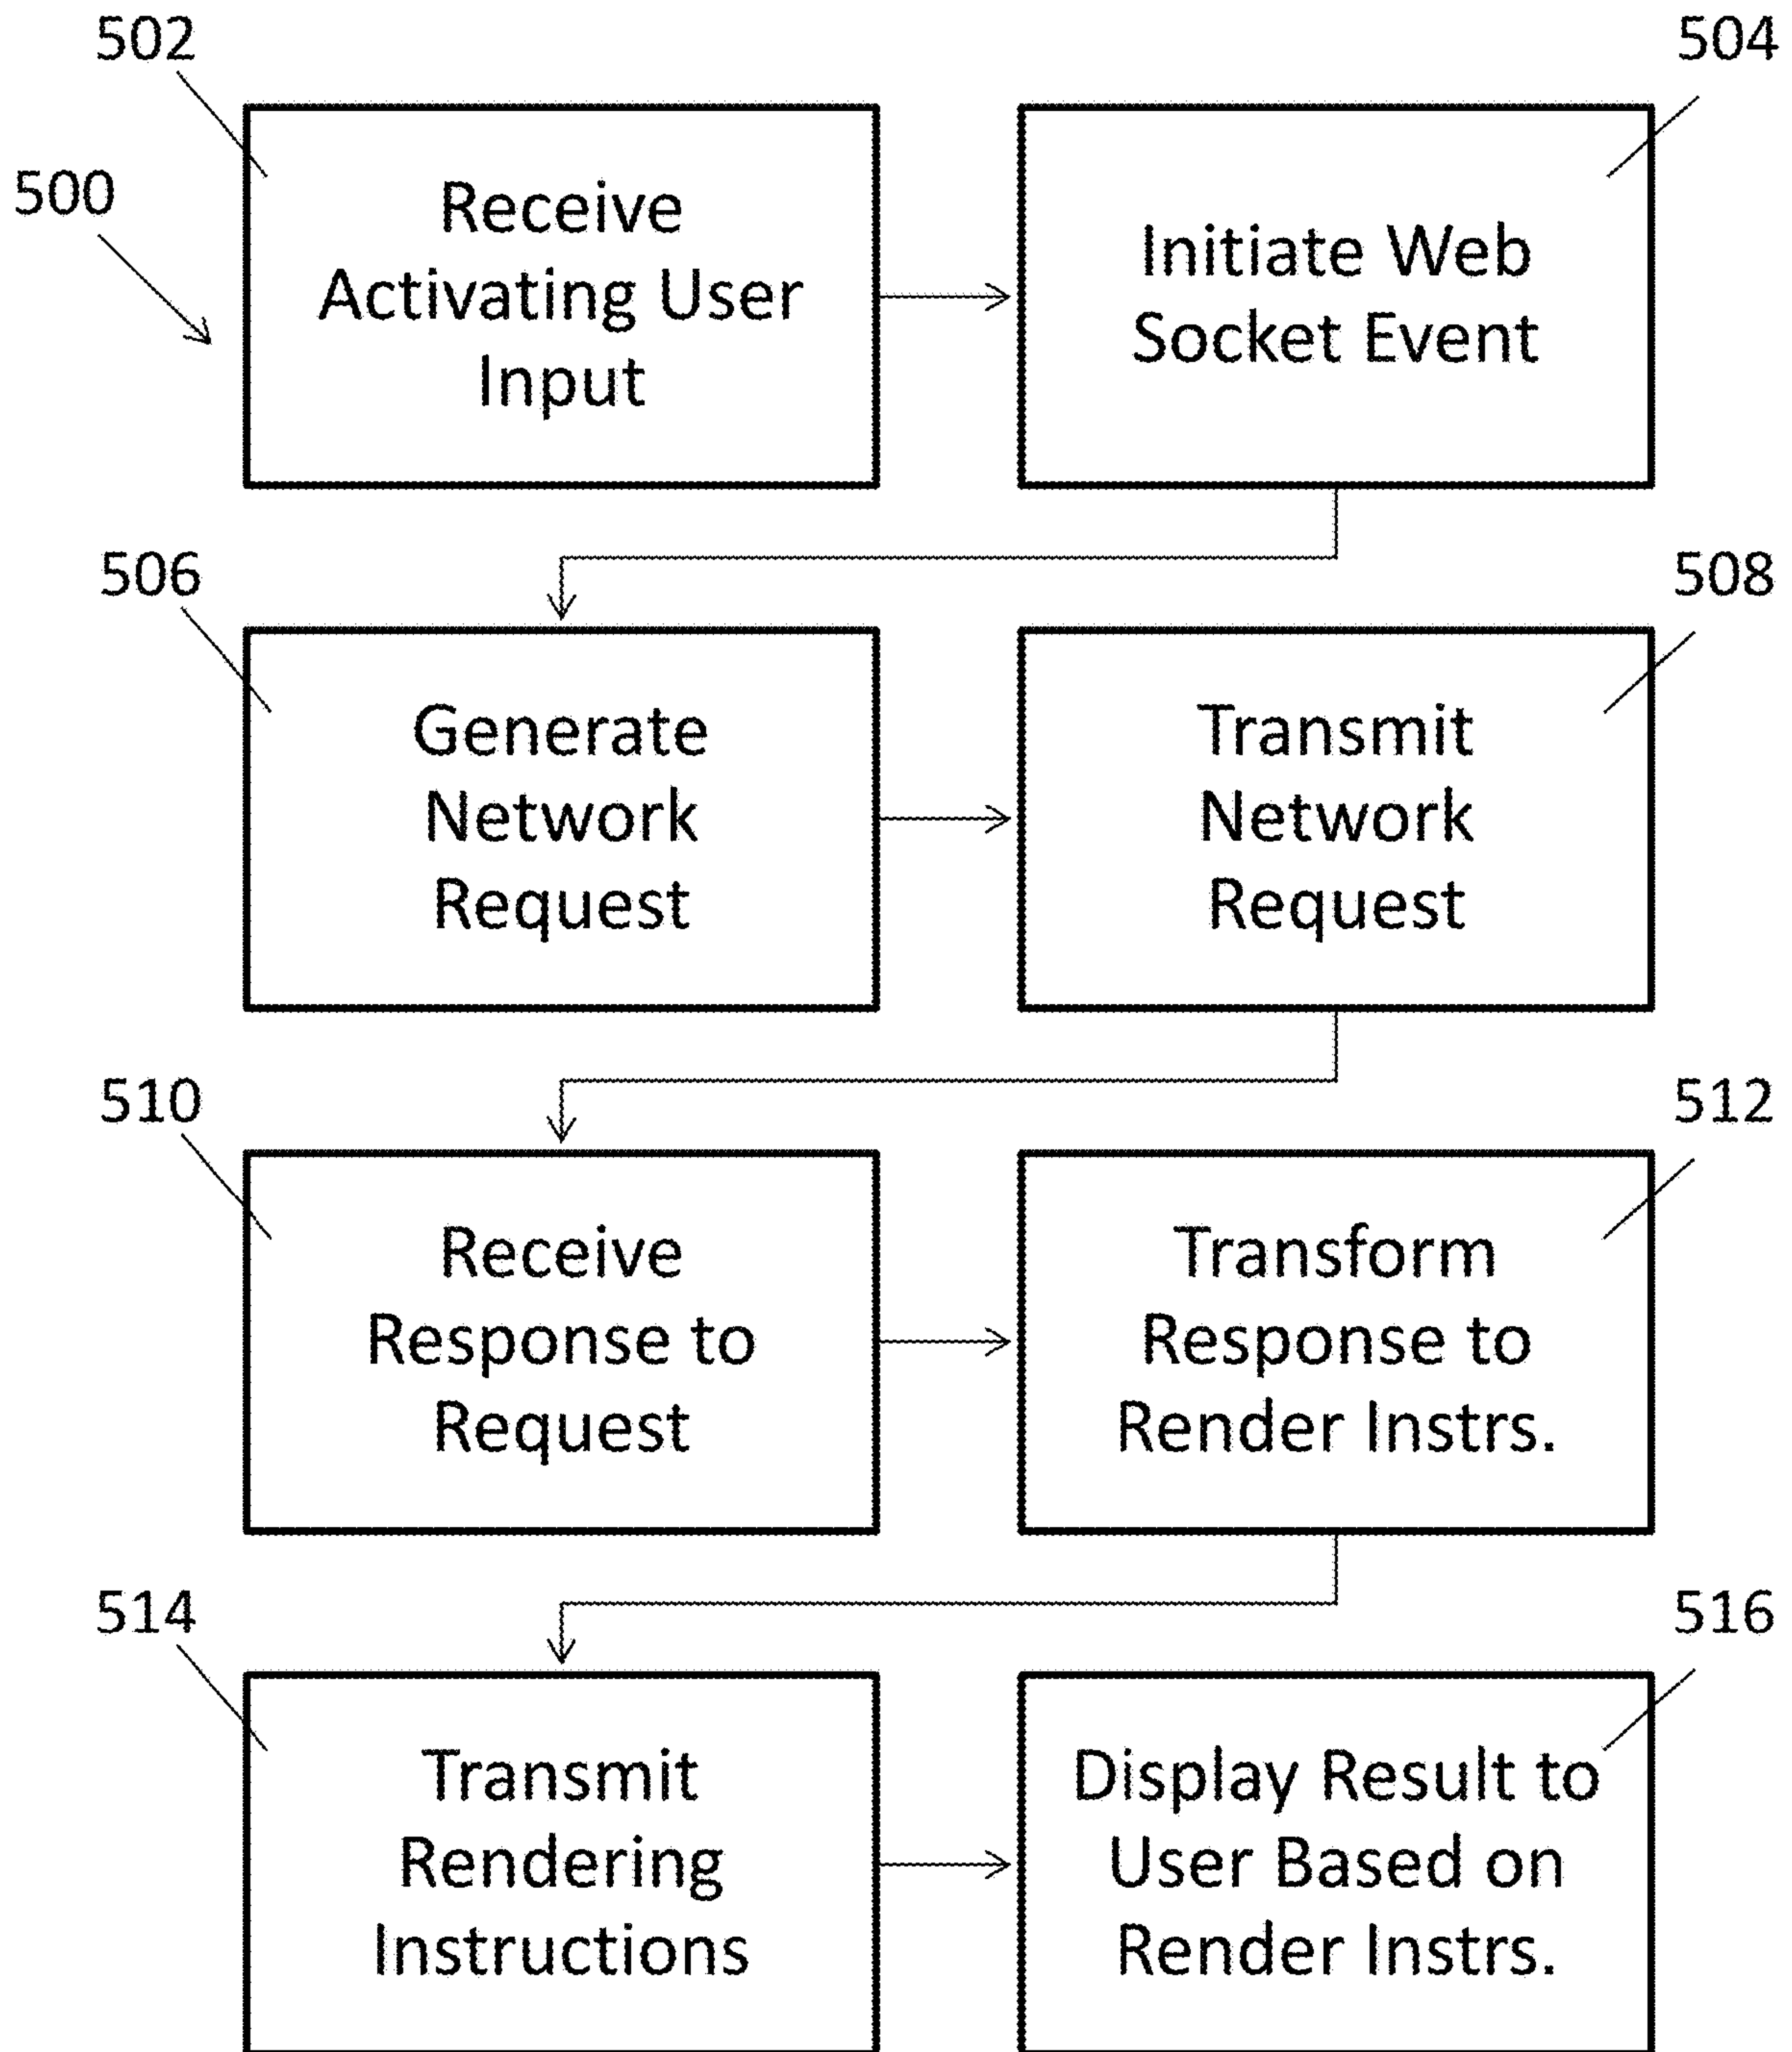 502
504
500
Receive
Activating User
Input
Initiate Web
Socket Event
506
508
Generate
Network
Request
Transmit
Network
Request
510
512
Receive
Response to
Request
Transform
Response to
Render Instrs.
514
516
Transmit
Rendering
Instructions
Display Result to
User Based on
Render Instrs.